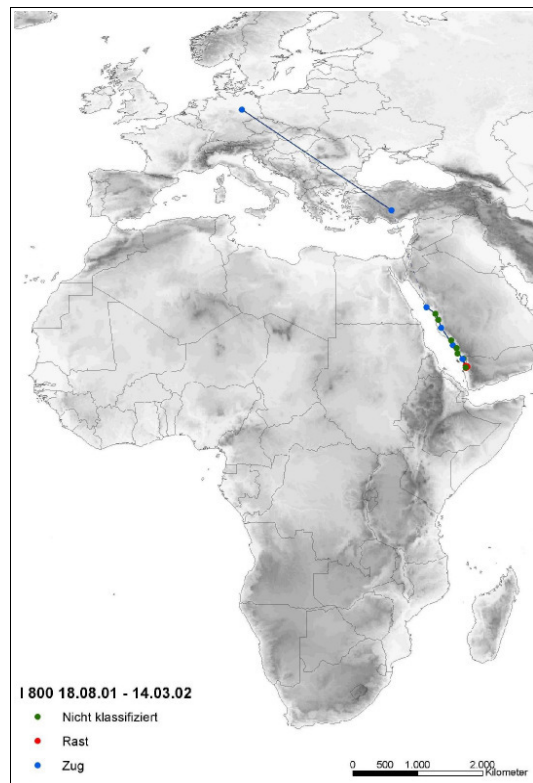 I 800 18.08.01 - 14.03.02
Nicht klassifiziert
Rast
Zug
0 500 1.000 2.000
Kilometer